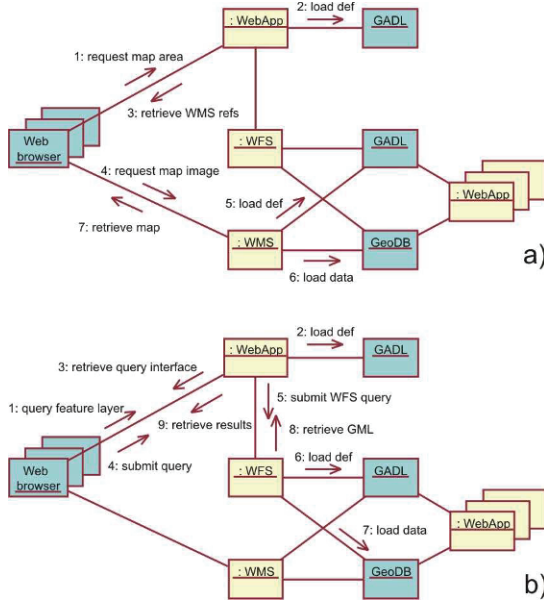 2: load def
: WebApp
GADL
1: request map area
3: retrieve WMS refs
Web
browser
: WFS
GADL
4: request map image
5: load def
: WebApp
7: retrieve map
: WMS
GeoDB
6: load data
a)
2: load def
: WebApp
GADL
3: retrieve query interface
5: submit WFS query
1: query feature layer
9: retrieve results
8: retrieve GML
4: submit query
6: load def
Web
browser
: WFS
GADL
7: load data
: WebApp
: WMS
GeoDB
b)